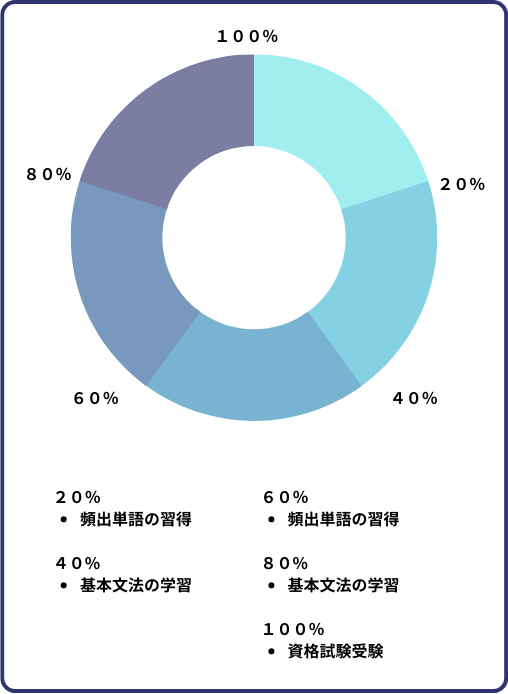 １００％
８０％
２０％
６０％
４０％
２０％
• 頻出単語の習得
４０％
• 基本文法の学習
６０％
• 頻出単語の習得
８０％
• 基本文法の学習
１００％
• 資格試験受験